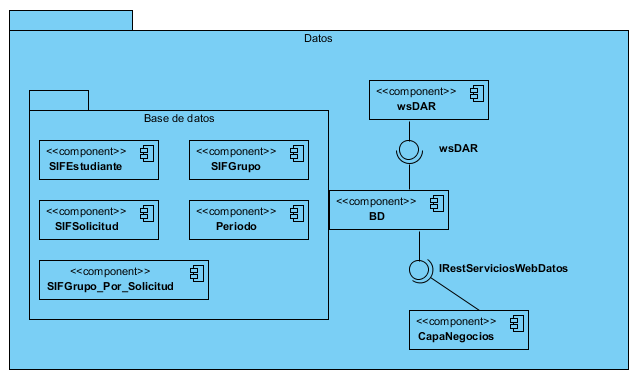 Datos
Base de datos
<<component>>
SIFEstudiante
<<component>>
SIFGrupo
<<component>>
SIFSolicitud
<<component>>
Periodo
<<component>>
SIFGrupo_Por_Solicitud
<<component>>
wsDAR
wsDAR
<<component>>
BD
IRestServiciosWebDatos
<<component>>
CapaNegocios